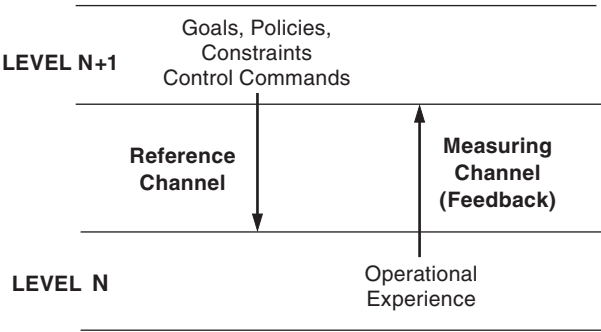 Goals, Policies,
Constraints
Control Commands
LEVEL N+1
Reference
Channel
Measuring
Channel
(Feedback)
Operational
Experience
LEVEL N